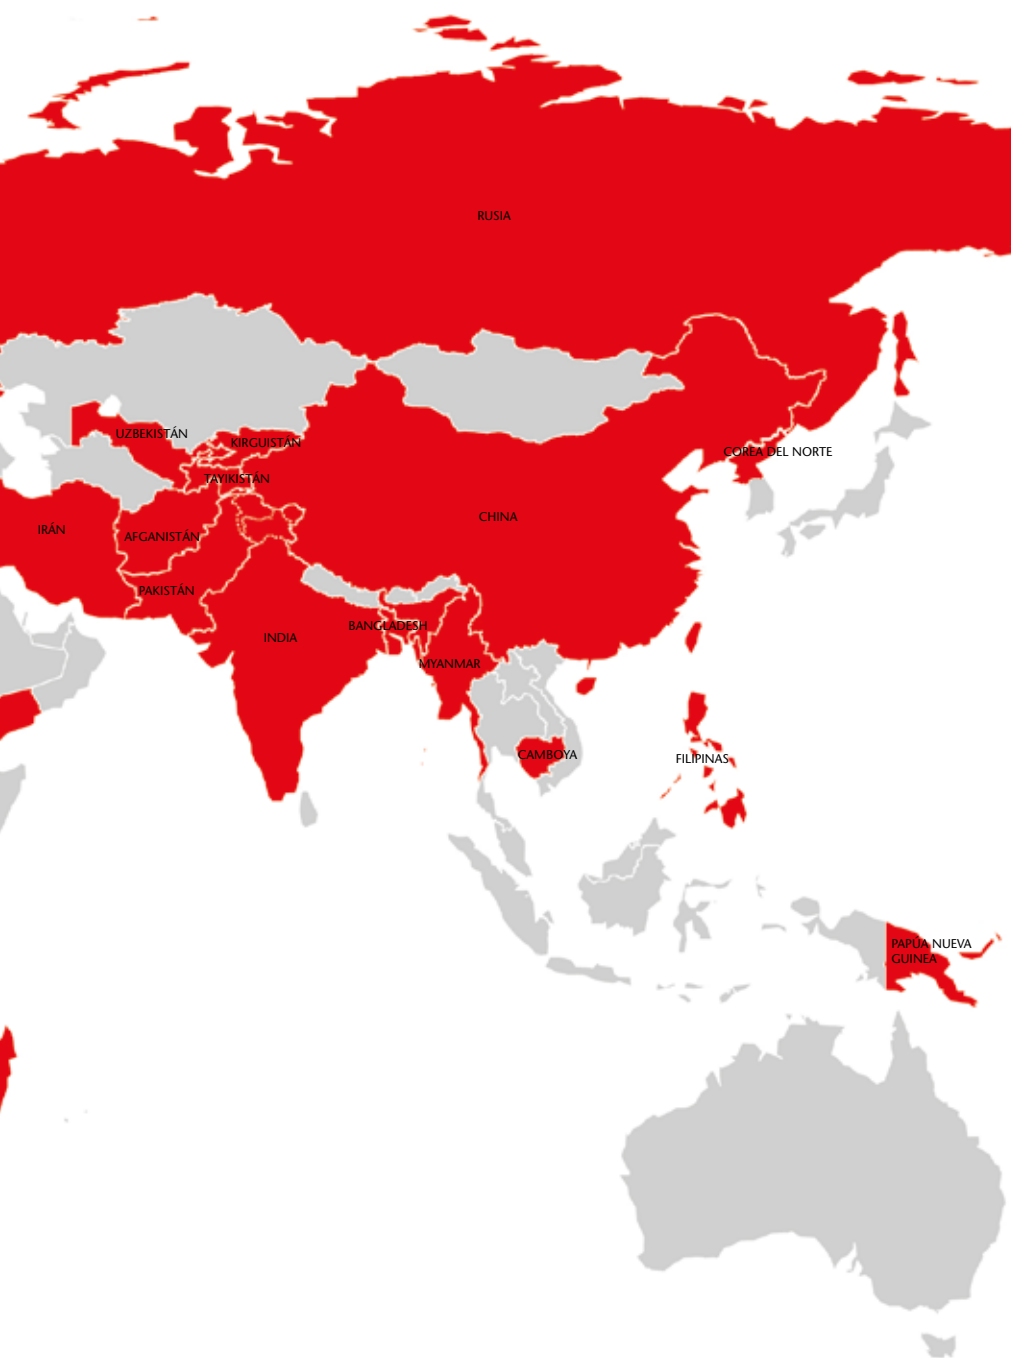 RUSIA
UZBEKISTÁN
KIRGUISTÁN
COREA DEL NORTE
TAYIKISTÁN
CHINA
IRÁN
AFGANISTÁN
PAKISTÁN
BANGLADESH
INDIA
MYANMAR
CAMBOYA
FILIPINAS
PAPÚA NUEVA
GUINEA